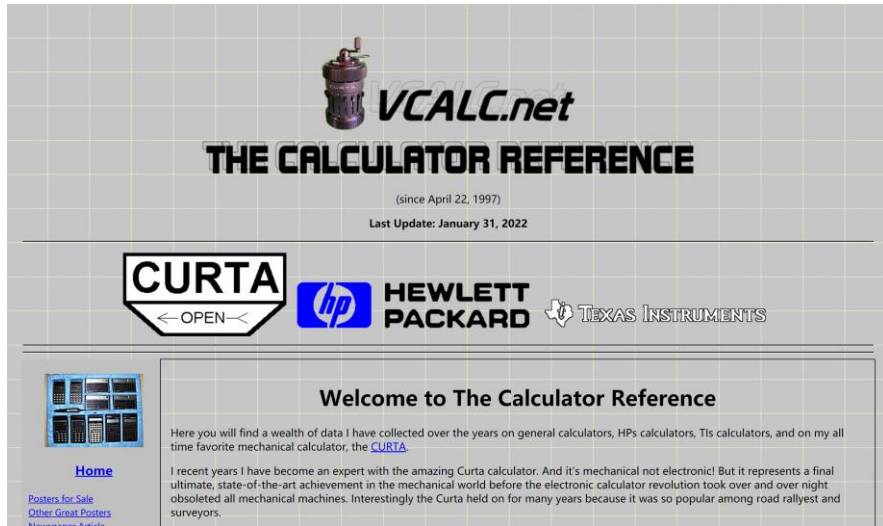 VCALC.net
THE CALCULATOR REFERENCE
(since April 22, 1997)
Last Update: January 31, 2022
CURTA
OPEN
hp
HEWLETT
PACKARD
TEXAS INSTRUMENTS
Welcome to The Calculator Reference
Here you will find a wealth of data I have collected over the years on general calculators, HPs calculators, TIs calculators, and on my all
time favorite mechanical calculator, the CURTA.
Home
I recent years I have become an expert with the amazing Curta calculator. And it's mechanical not electronic! But it represents a final
ultimate, state-of-the-art achievement in the mechanical world before the electronic calculator revolution took over and over night
obsoleted all mechanical machines. Interestingly the Curta held on for many years because it was so popular among road rallyest and
surveyors.
Posters for Sale
Other Great Posters
Newspaper Article